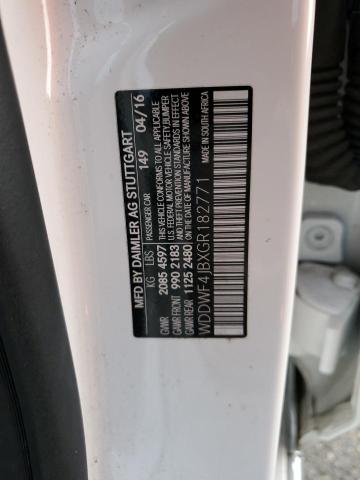 MFD BY DAIMLER AG STUTTGART
PASSENGER CAR 149 04/16
KG LBS
GVWR 2085 4597
GAWR FRONT 990 2183
GAWR REAR 1125 2480
THIS VEHICLE CONFORMS TO ALL APPLICABLE
U.S. FEDERAL MOTOR VEHICLE SAFETY, BUMPER
AND THEFT PREVENTION STANDARDS IN EFFECT
ON THE DATE OF MANUFACTURE SHOWN ABOVE
WDDWF4JBXGR182771
MADE IN SOUTH AFRICA